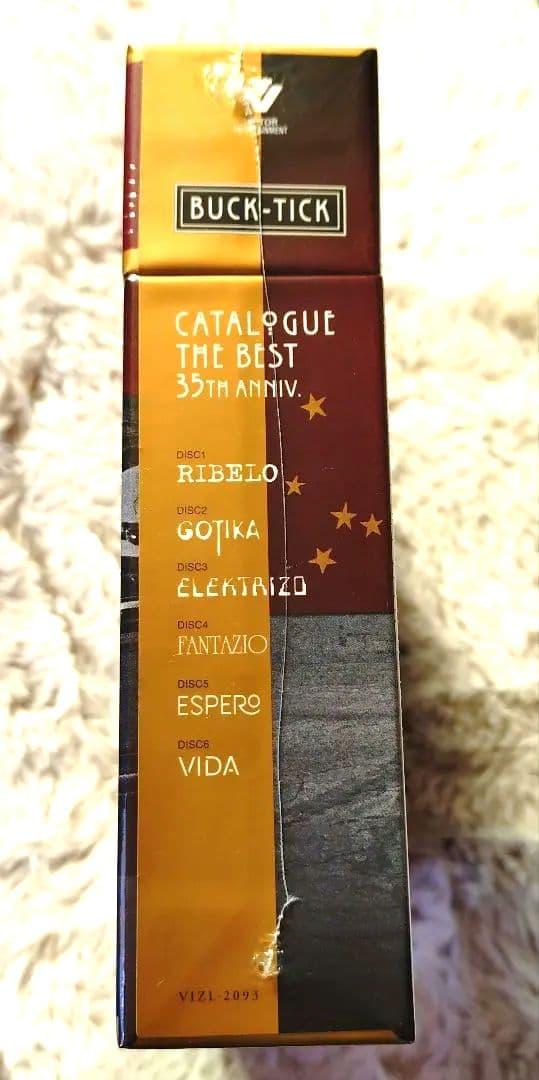 BUCK-TICK
CATALOGUE
THE BEST
35TH ANNIV.
DISC1
RIBELO
DISC2
GOTIKA
DISC3
ELEKTRIZO
DISC4
FANTAZIO
DISC5
ESPERO
DISC6
VIDA
VIZL-2093